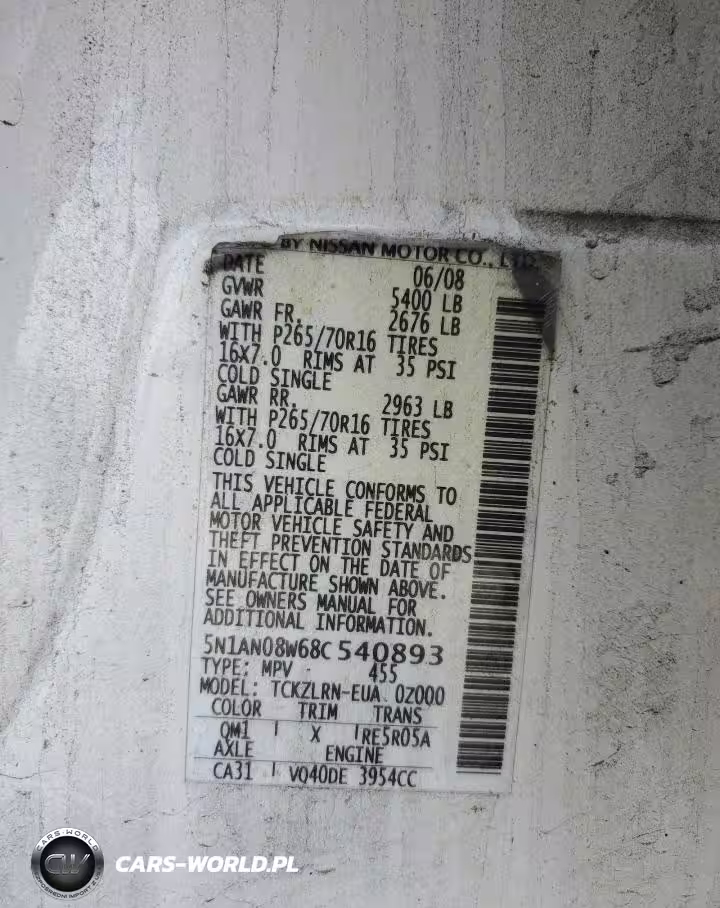 BY NISSAN MOTOR CO., LTD.
DATE 06/08
GVWR 5400 LB
GAWR FR. 2676 LB
WITH P265/70R16 TIRES
16X7.0 RIMS AT 35 PSI
COLD SINGLE
GAWR RR. 2963 LB
WITH P265/70R16 TIRES
16X7.0 RIMS AT 35 PSI
COLD SINGLE
THIS VEHICLE CONFORMS TO
ALL APPLICABLE FEDERAL
MOTOR VEHICLE SAFETY AND
THEFT PREVENTION STANDARDS
IN EFFECT ON THE DATE OF
MANUFACTURE SHOWN ABOVE.
SEE OWNERS MANUAL FOR
ADDITIONAL INFORMATION.
5N1AN08W68C540893
TYPE: MPV 455
MODEL: TCKZLRN-EUA 0Z000
COLOR TRIM TRANS
QM1 X RE5R05A
AXLE ENGINE
CA31 VQ40DE 3954CC
CARS-WORLD
CW
CARS-WORLD.PL